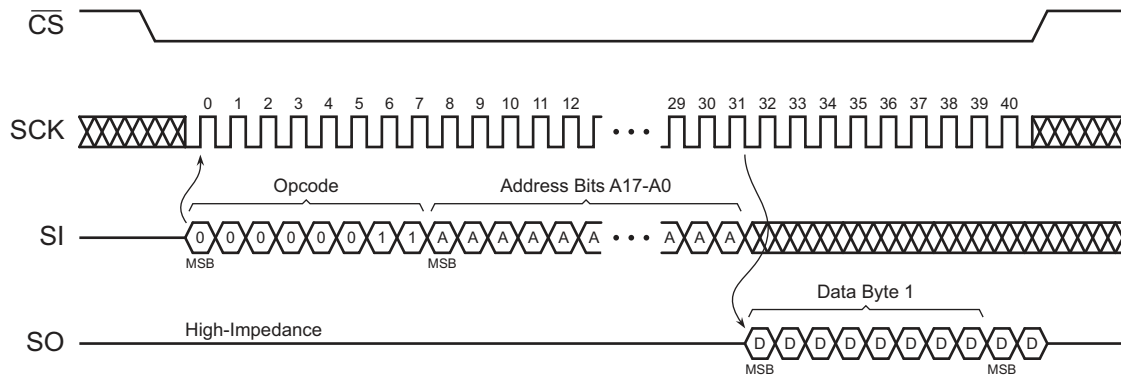 CS
0 1 2 3 4 5 6 7 8 9 10 11 12 29 30 31 32 33 34 35 36 37 38 39 40
SCK
Opcode Address Bits A17-A0
SI 0 0 0 0 0 0 1 1 A A A A A A A A A
MSB MSB
Data Byte 1
High-Impedance
SO D D D D D D D D D D
MSB MSB